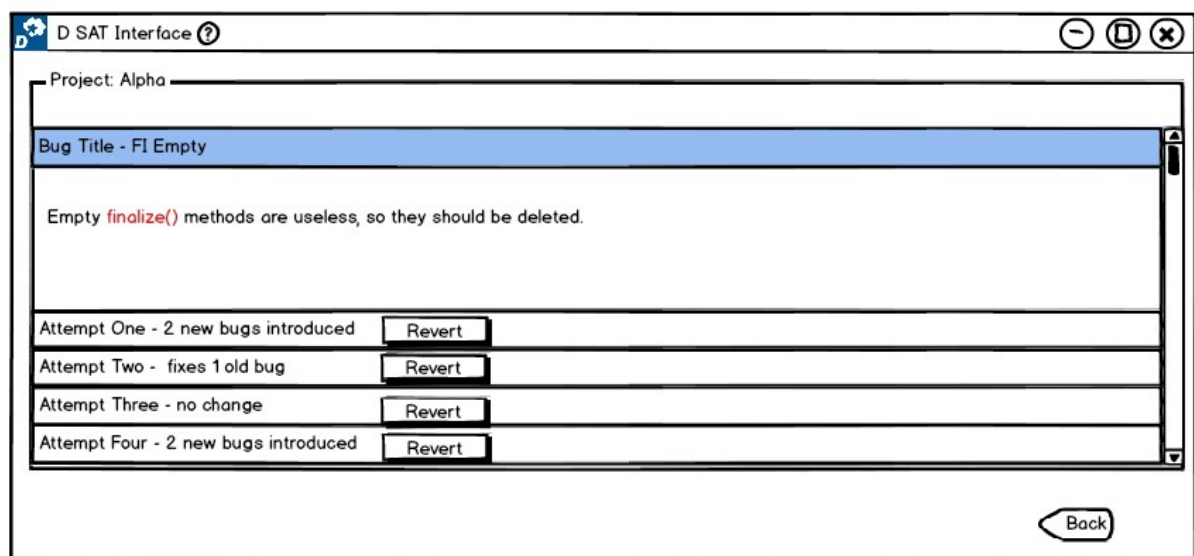 D
D SAT Interface ?
Project: Alpha
Bug Title - FI Empty
Empty finalize() methods are useless, so they should be deleted.
Attempt One - 2 new bugs introduced Revert
Attempt Two - fixes 1 old bug Revert
Attempt Three - no change Revert
Attempt Four - 2 new bugs introduced Revert
Back